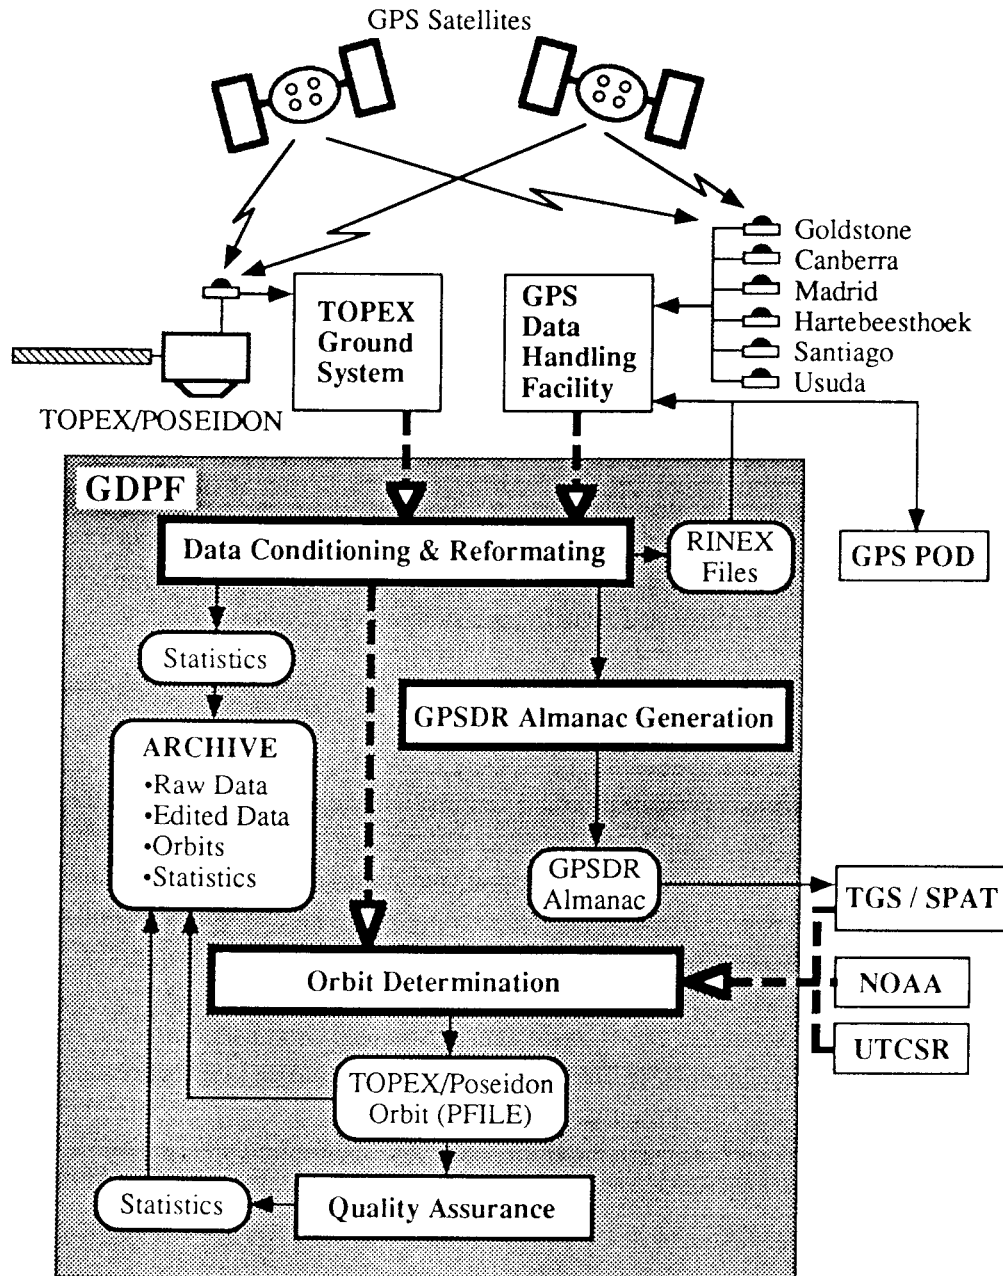 GPS Satellites
Goldstone
Canberra
Madrid
Hartebeesthoek
Santiago
Usuda
TOPEX
Ground
System
GPS
Data
Handling
Facility
TOPEX/POSEIDON
GDPF
Data Conditioning & Reformating
RINEX
Files
GPS POD
Statistics
GPSDR Almanac Generation
ARCHIVE
•Raw Data
•Edited Data
•Orbits
•Statistics
GPSDR
Almanac
TGS / SPAT
Orbit Determination
NOAA
UTCSR
TOPEX/Poseidon
Orbit (PFILE)
Statistics
Quality Assurance